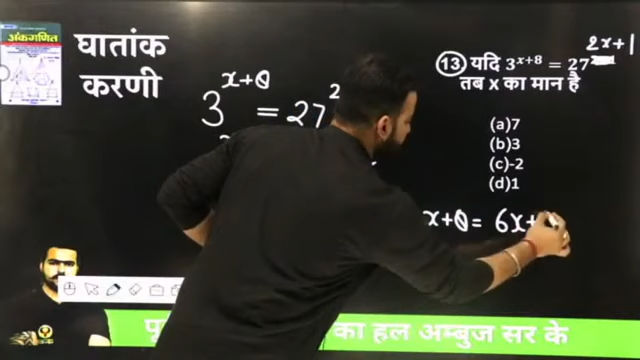 अंकगणित
घातांक
करणी
3^{x+8} = 27^2
13 यदि 3^{x+8} = 27^{2x+1}
तब x का मान है
(a)7
(b)3
(c)-2
(d)1
x+8= 6x+
का हल अम्बुज सर के